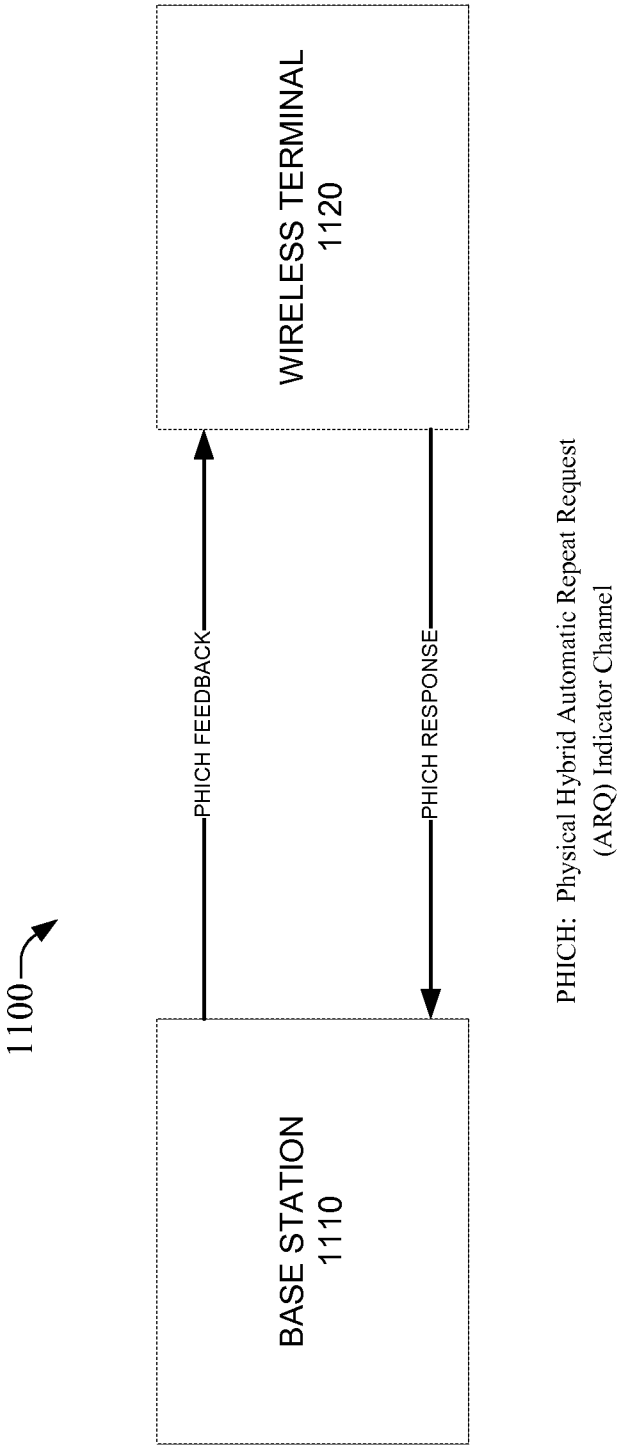 1100
BASE STATION
1110
PHICH FEEDBACK
PHICH RESPONSE
WIRELESS TERMINAL
1120
PHICH: Physical Hybrid Automatic Repeat Request
(ARQ) Indicator Channel